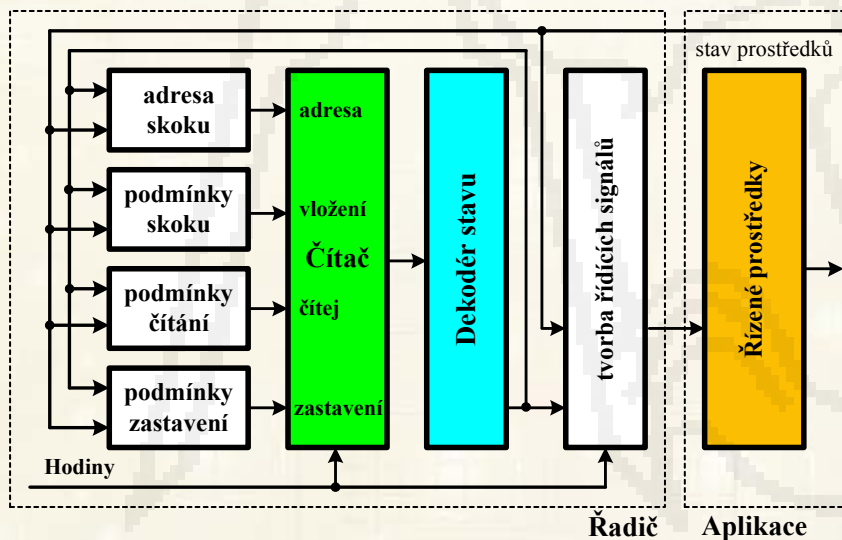 stav prostředků
adresa
skoku
podmínky
skoku
podmínky
čítání
podmínky
zastavení
adresa
vložení
Čítač
čítej
zastavení
Dekodér stavu
tvorba řídících signálů
Řízené prostředky
Hodiny
Řadič
Aplikace